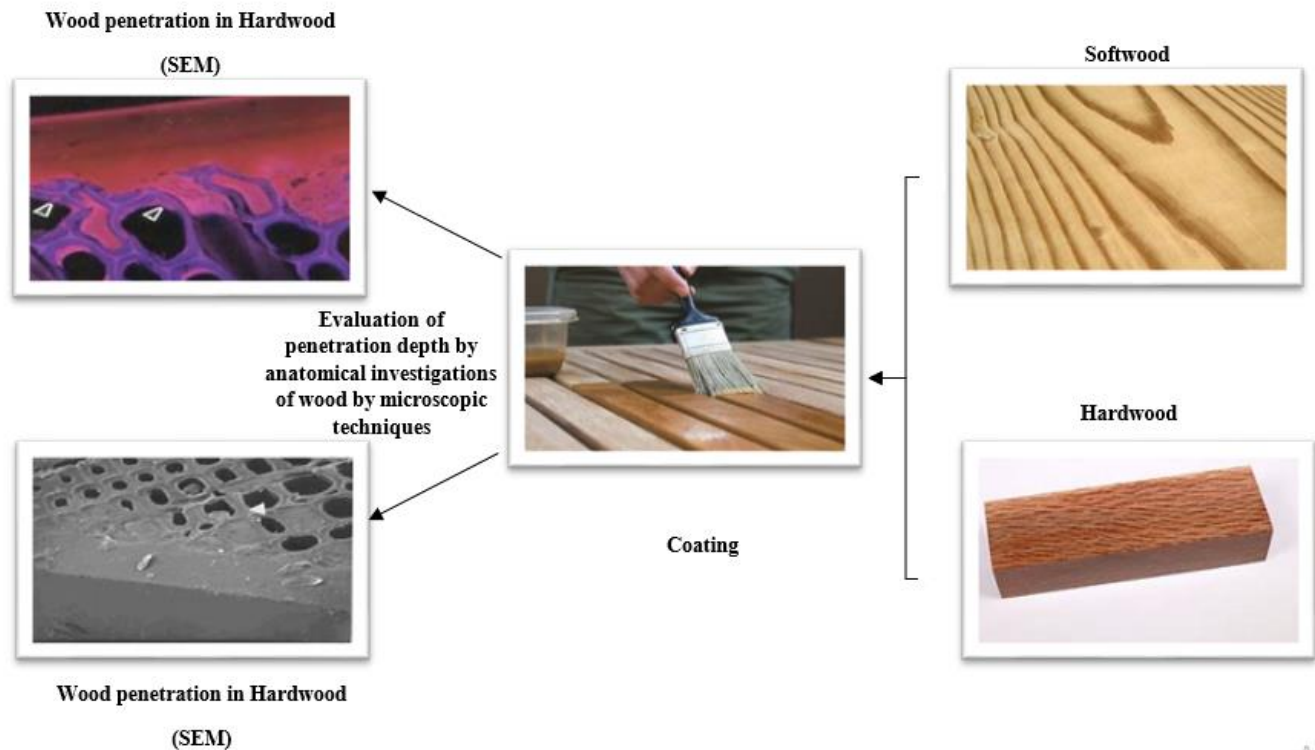 Wood penetration in Hardwood
(SEM)
Softwood
Evaluation of
penetration depth by
anatomical investigations
of wood by microscopic
techniques
Hardwood
Coating
Wood penetration in Hardwood
(SEM)